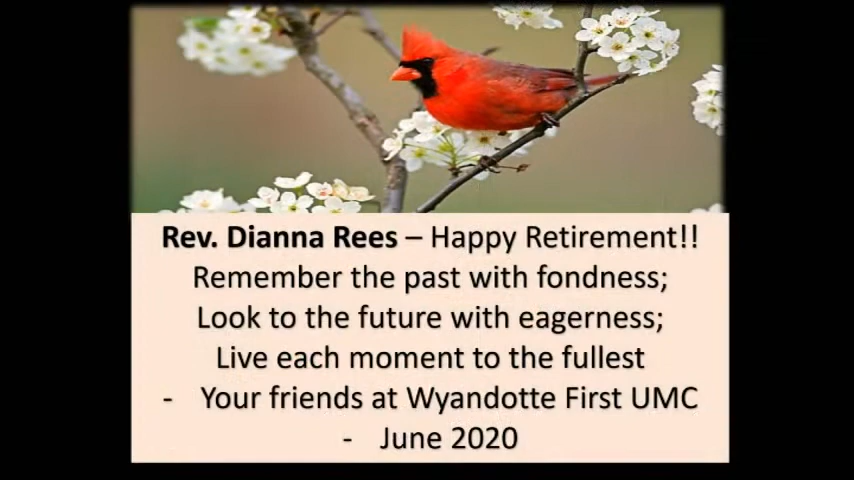 Rev. Dianna Rees – Happy Retirement!!
Remember the past with fondness;
Look to the future with eagerness;
Live each moment to the fullest
- Your friends at Wyandotte First UMC
- June 2020